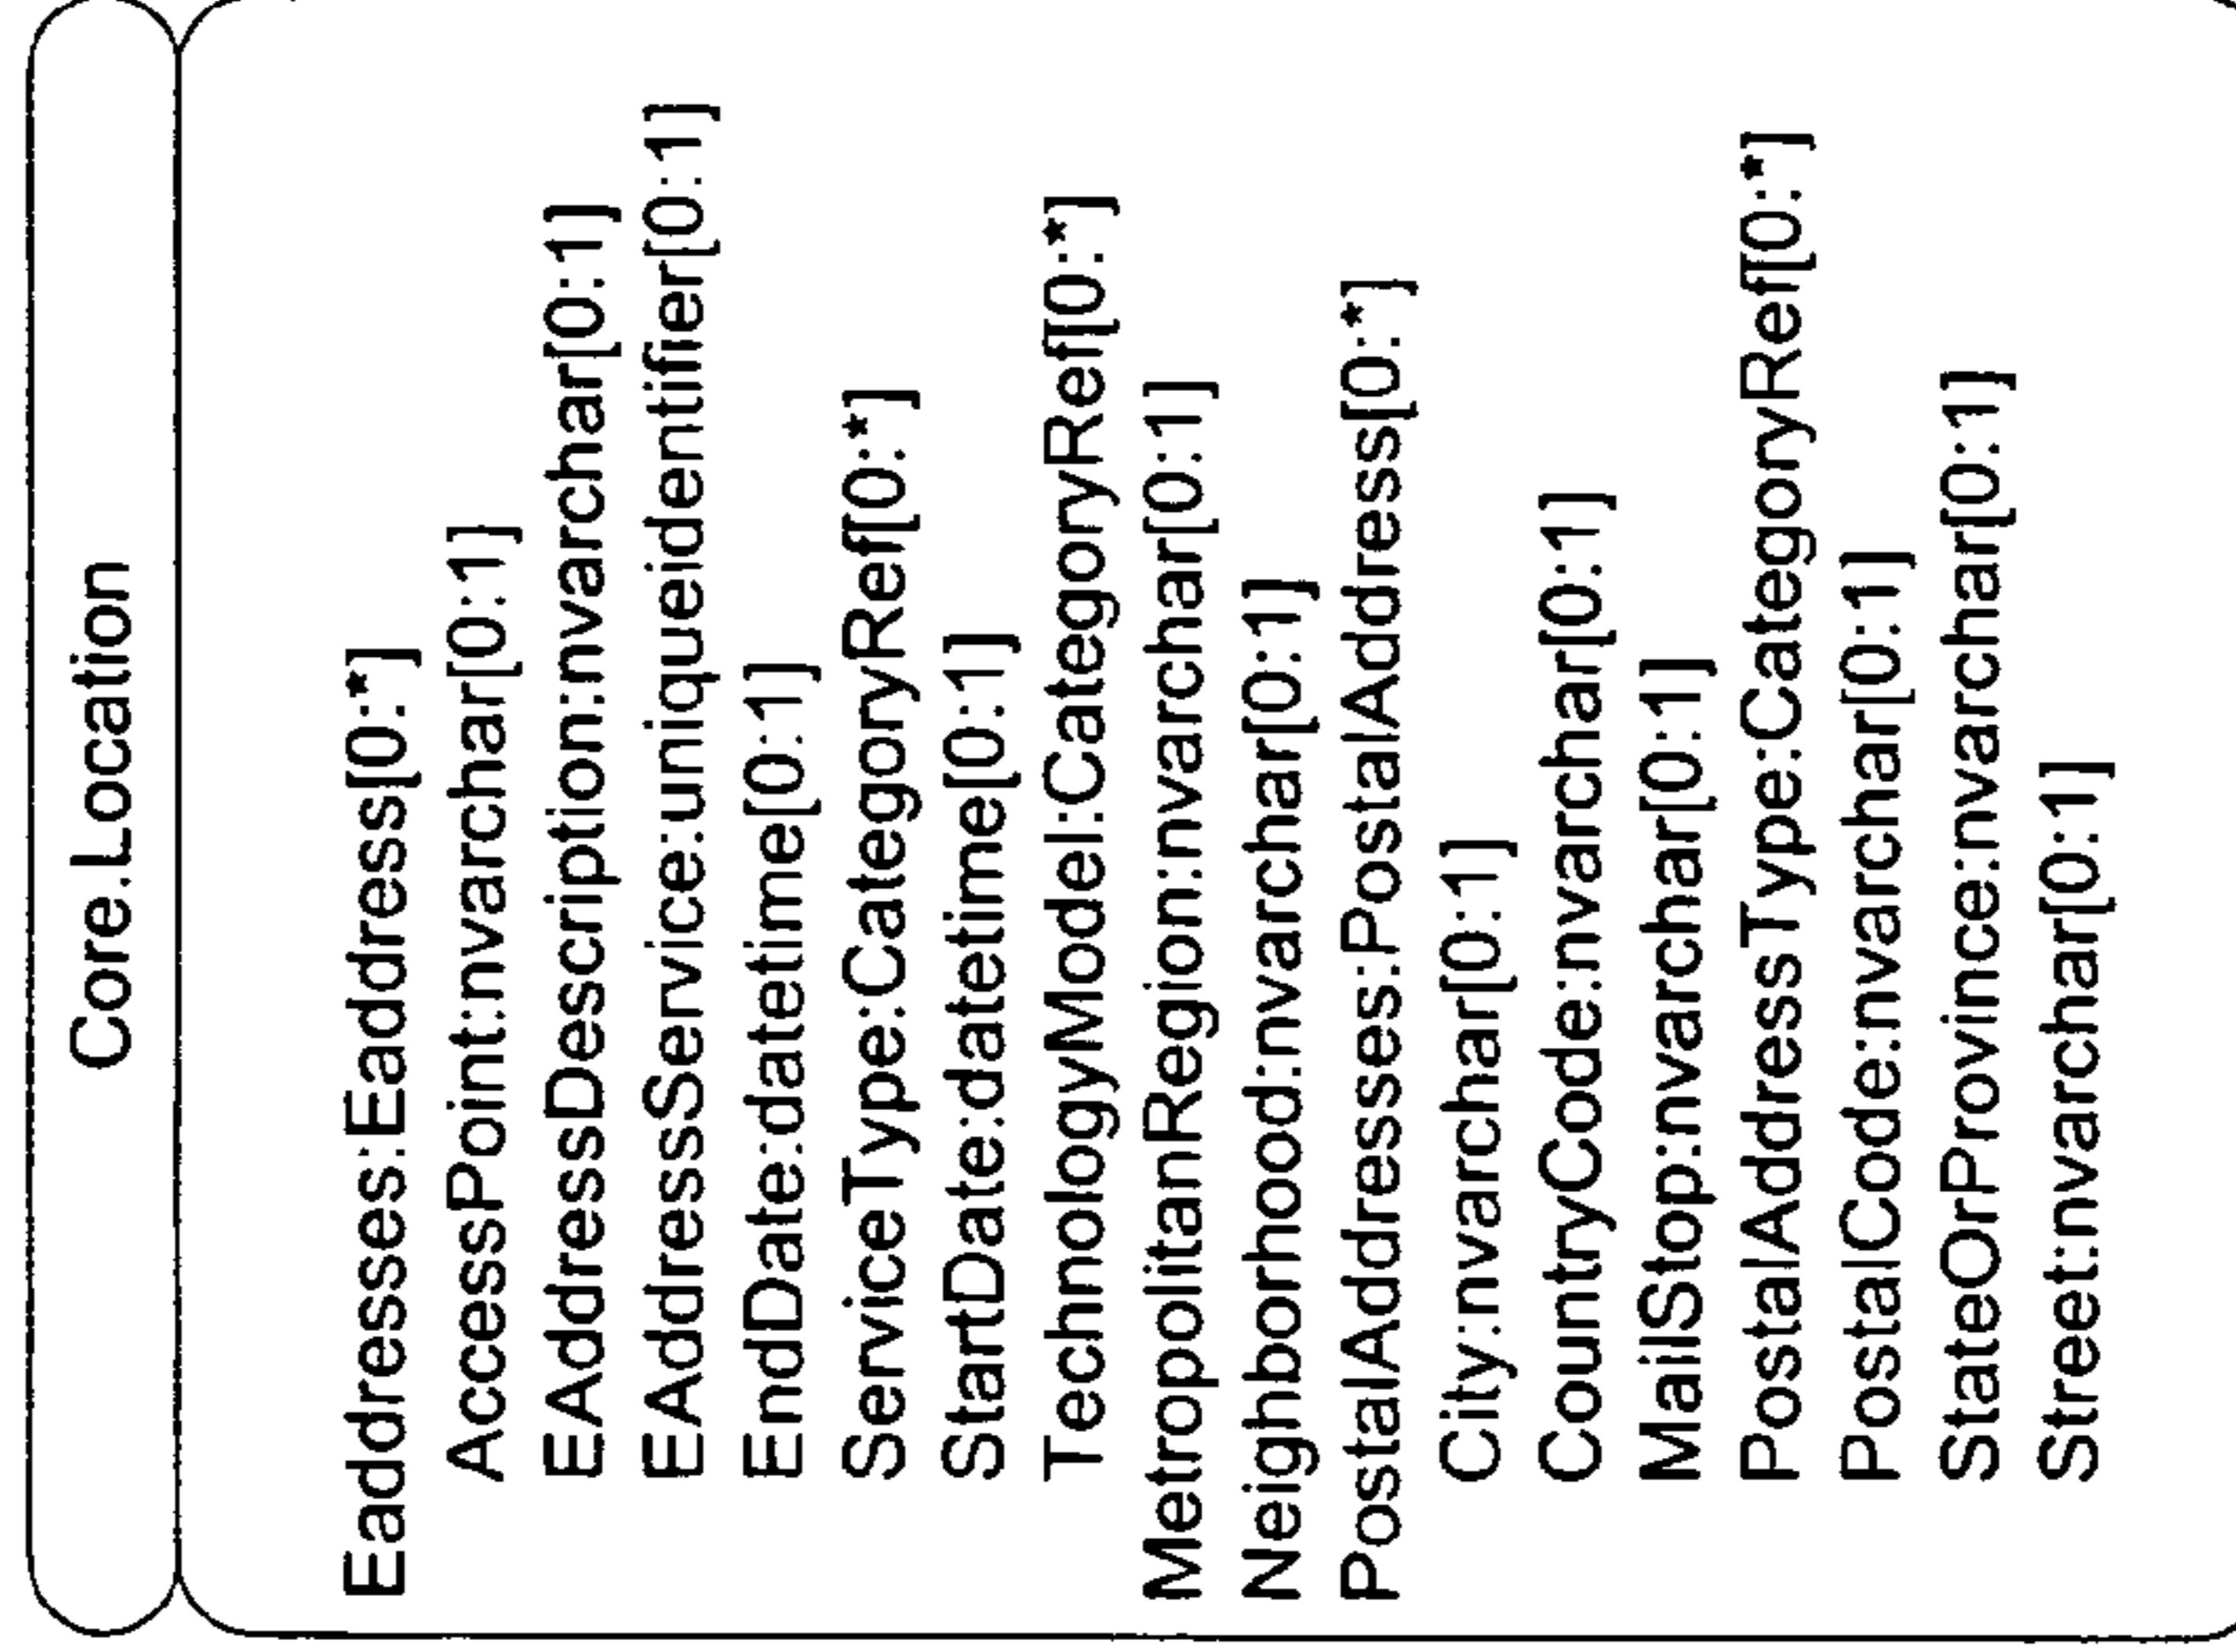 Core.Location
Eaddresses:Eaddress[0:*]
AccessPoint:nvarchar[0:1]
EAddressDescription:nvarchar[0:1]
EAddressService:uniqueidentifier[0:1]
EndDate:datetime[0:1]
ServiceType:CategoryRef[0:*]
StartDate:datetime[0:1]
TechnologyModel:CategoryRef[0:*]
MetropolitanRegion:nvarchar[0:1]
Neighborhood:nvarchar[0:1]
PostalAddresses:PostalAddress[0:*]
City:nvarchar[0:1]
CountryCode:nvarchar[0:1]
MailStop:nvarchar[0:1]
PostalAddressType:CategoryRef[0:*]
PostalCode:nvarchar[0:1]
StateOrProvince:nvarchar[0:1]
Street:nvarchar[0:1]